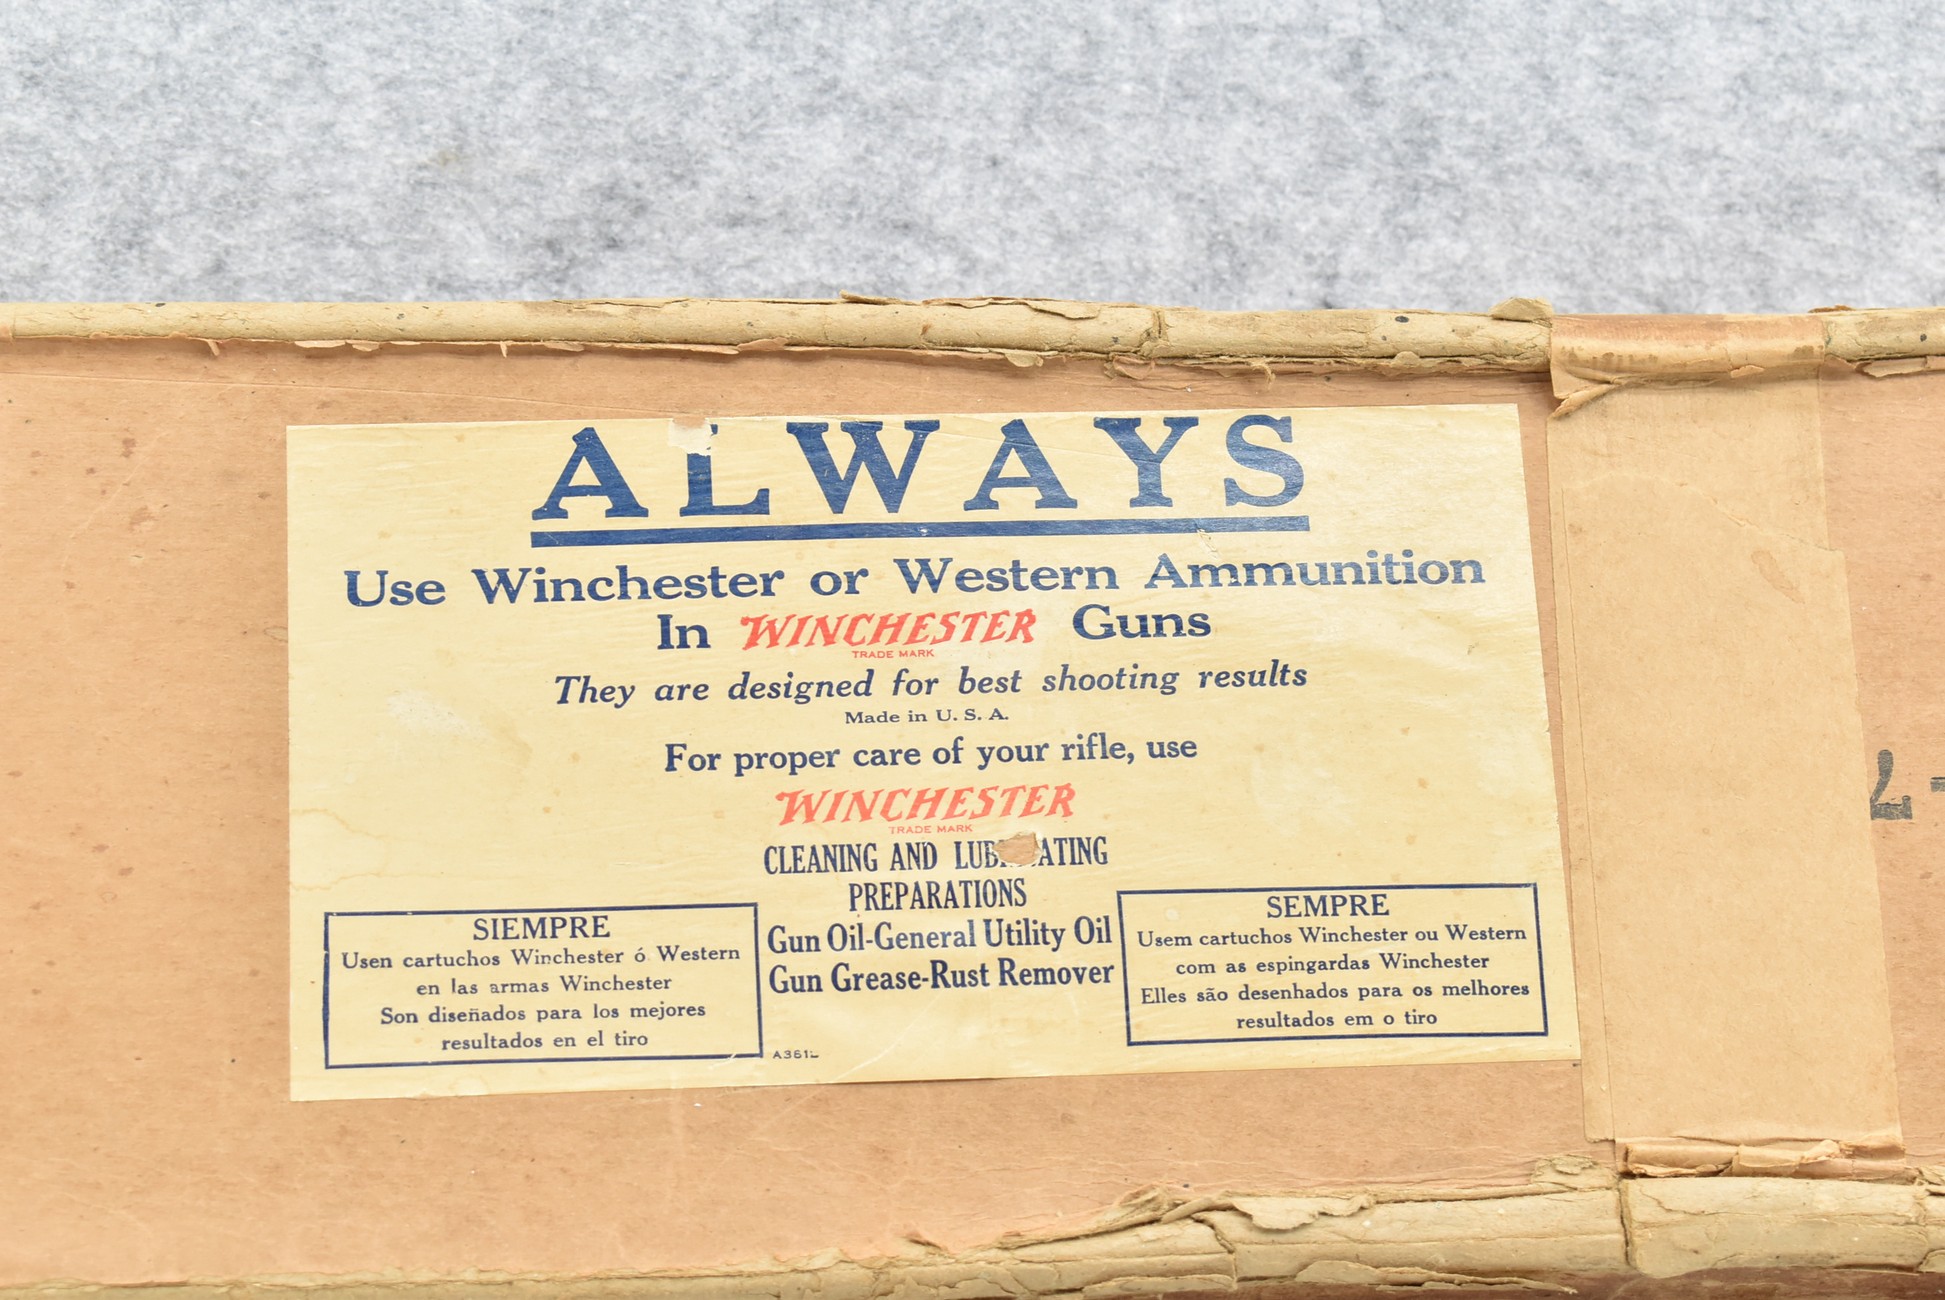 ALWAYS
Use Winchester or Western Ammunition
In WINCHESTER Guns
TRADE MARK
They are designed for best shooting results
Made in U. S. A.
For proper care of your rifle, use
WINCHESTER
TRADE MARK
CLEANING AND
PREPARATIONS
Gun Oil-General Utility Oil
Gun Grease-Rust Remover
SIEMPRE
Usen cartuchos Winchester ó Western
en las armas Winchester
Son diseñados para los mejores
resultados en el tiro
SEMPRE
Usem cartuchos Winchester ou Western
com as espingardas Winchester
Elles são desenhados para os melhores
resultados em o tiro